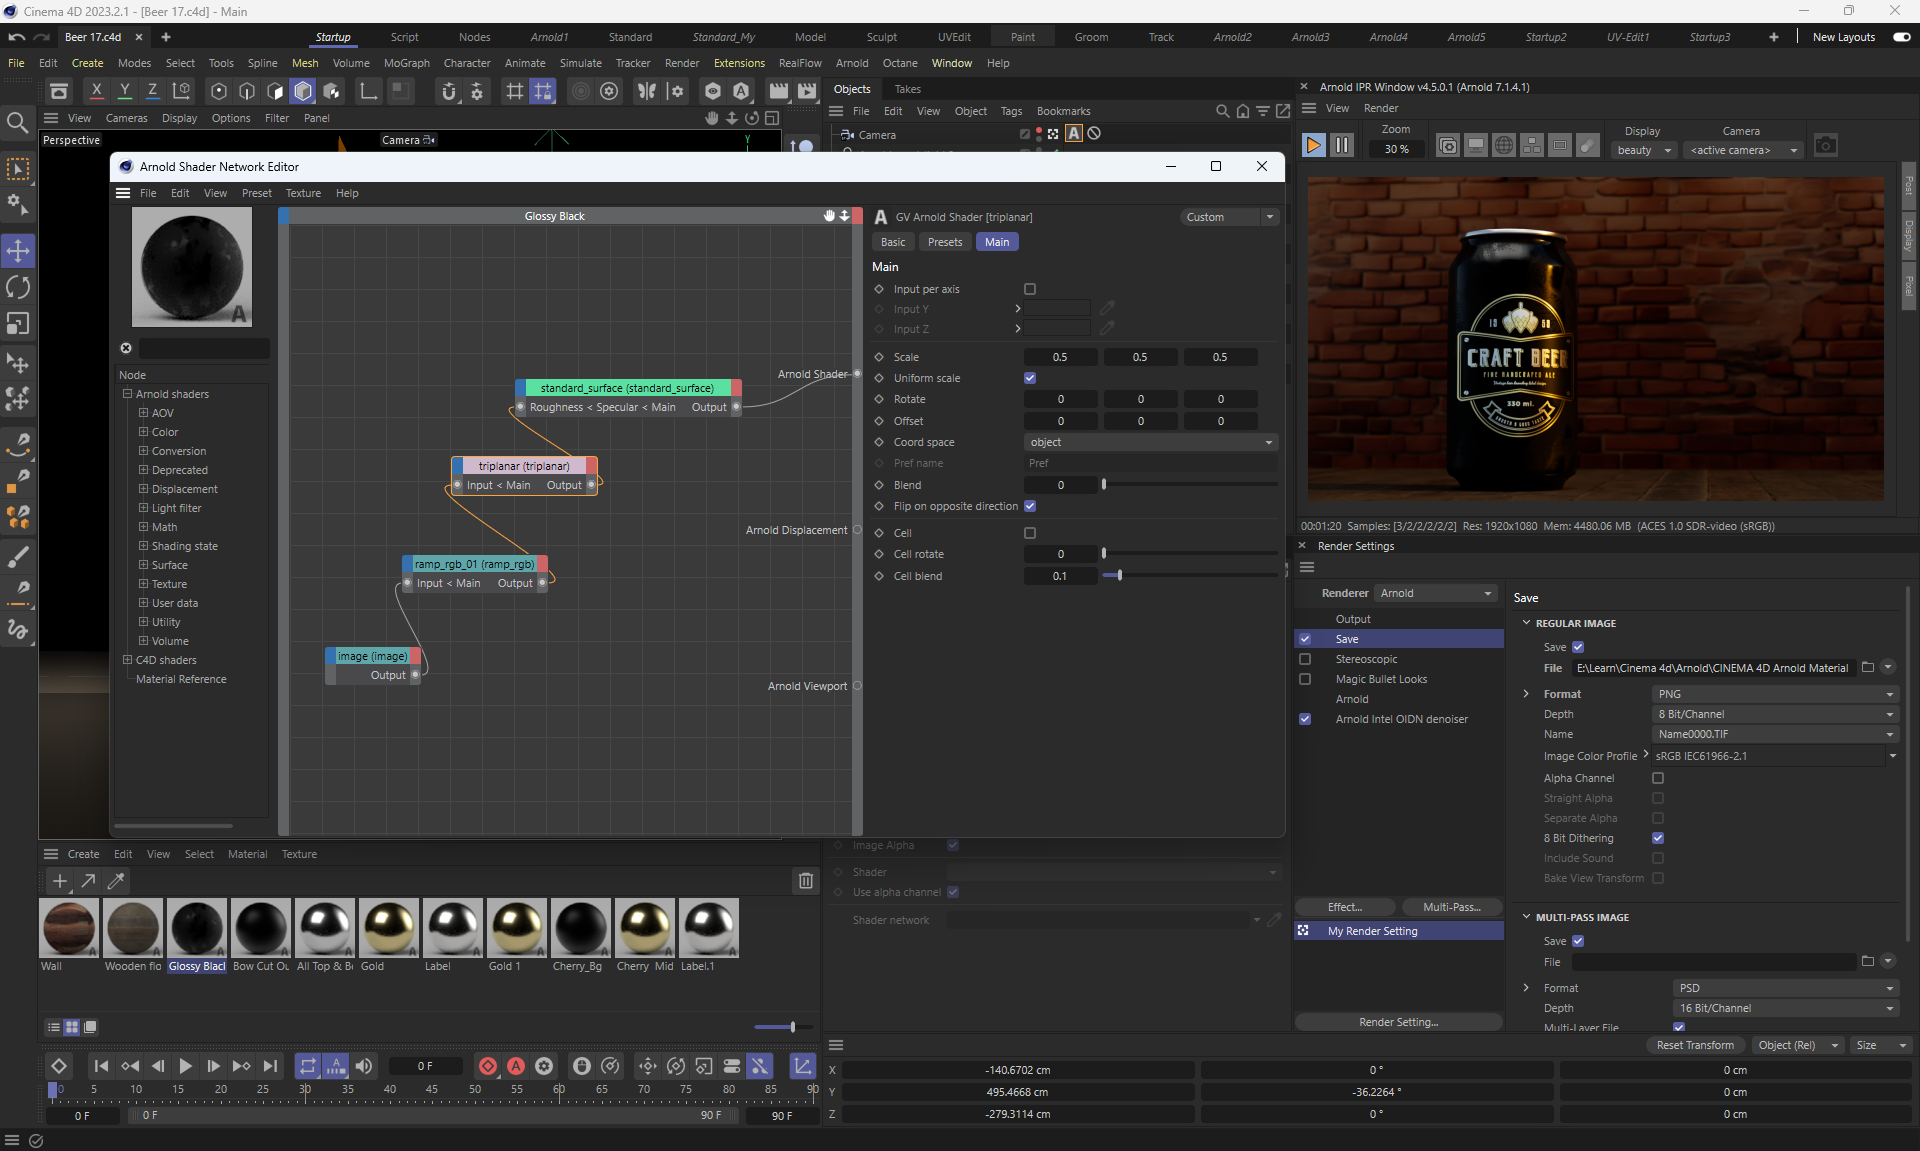 Cinema 4D 2023.2.1 - [Beer 17.c4d] - Main
Beer 17.c4d
Startup Script Nodes Arnold1 Standard Standard_My Model Sculpt UVEdit Paint Groom Track Arnold2 Arnold3 Arnold4 Arnold5 Startup2 UV-Edit1 Startup3 New Layouts
File Edit Create Modes Select Tools Spline Mesh Volume MoGraph Character Animate Simulate Tracker Render Extensions RealFlow Arnold Octane Window Help
X Y Z
View Cameras Display Options Filter Panel
Perspective
Camera
Y
Objects Takes
File Edit View Object Tags Bookmarks
Camera
Arnold IPR Window v4.5.0.1 (Arnold 7.1.4.1)
View Render
Zoom
30 %
Display
beauty
Camera
<active camera>
Post
Display
Pixel
19 58
CRAFT BEER
FINE HANDCRAFTED ALE
330 ml.
00:01:20 Samples: [3/2/2/2/2/2] Res: 1920x1080 Mem: 4480.06 MB (ACES 1.0 SDR-video (sRGB))
Arnold Shader Network Editor
File Edit View Preset Texture Help
Node
Arnold shaders
AOV
Color
Conversion
Deprecated
Displacement
Light filter
Math
Shading state
Surface
Texture
User data
Utility
Volume
C4D shaders
Material Reference
Glossy Black
standard_surface (standard_surface)
Roughness < Specular < Main Output
triplanar (triplanar)
Input < Main Output
ramp_rgb_01 (ramp_rgb)
Input < Main Output
image (image)
Output
Arnold Shader
Arnold Displacement
Arnold Viewport
GV Arnold Shader [triplanar]
Custom
Basic Presets Main
Main
Input per axis
Input Y
Input Z
Scale 0.5 0.5 0.5
Uniform scale
Rotate 0 0 0
Offset 0 0 0
Coord space object
Pref name Pref
Blend 0
Flip on opposite direction
Cell
Cell rotate 0
Cell blend 0.1
Image Alpha
Shader
Use alpha channel
Shader network
Render Settings
Renderer Arnold
Output
Save
Stereoscopic
Magic Bullet Looks
Arnold
Arnold Intel OIDN denoiser
Effect... Multi-Pass...
My Render Setting
Render Setting...
Save
REGULAR IMAGE
Save
File E:\Learn\Cinema 4d\Arnold\CINEMA 4D Arnold Material
Format PNG
Depth 8 Bit/Channel
Name Name0000.TIF
Image Color Profile sRGB IEC61966-2.1
Alpha Channel
Straight Alpha
Separate Alpha
8 Bit Dithering
Include Sound
Bake View Transform
MULTI-PASS IMAGE
Save
File
Format PSD
Depth 16 Bit/Channel
Multi-Layer File
Create Edit View Select Material Texture
Wall Wooden flo Glossy Black Bow Cut Ou All Top & Bo Gold Label Gold 1 Cherry_Bg Cherry Mid Label.1
0 F
0 5 10 15 20 25 30 35 40 45 50 55 60 65 70 75 80 85 90
0 F 0 F 90 F 90 F
Reset Transform Object (Rel) Size
X -140.6702 cm 0 ° 0 cm
Y 495.4668 cm -36.2264 ° 0 cm
Z -279.3114 cm 0 ° 0 cm